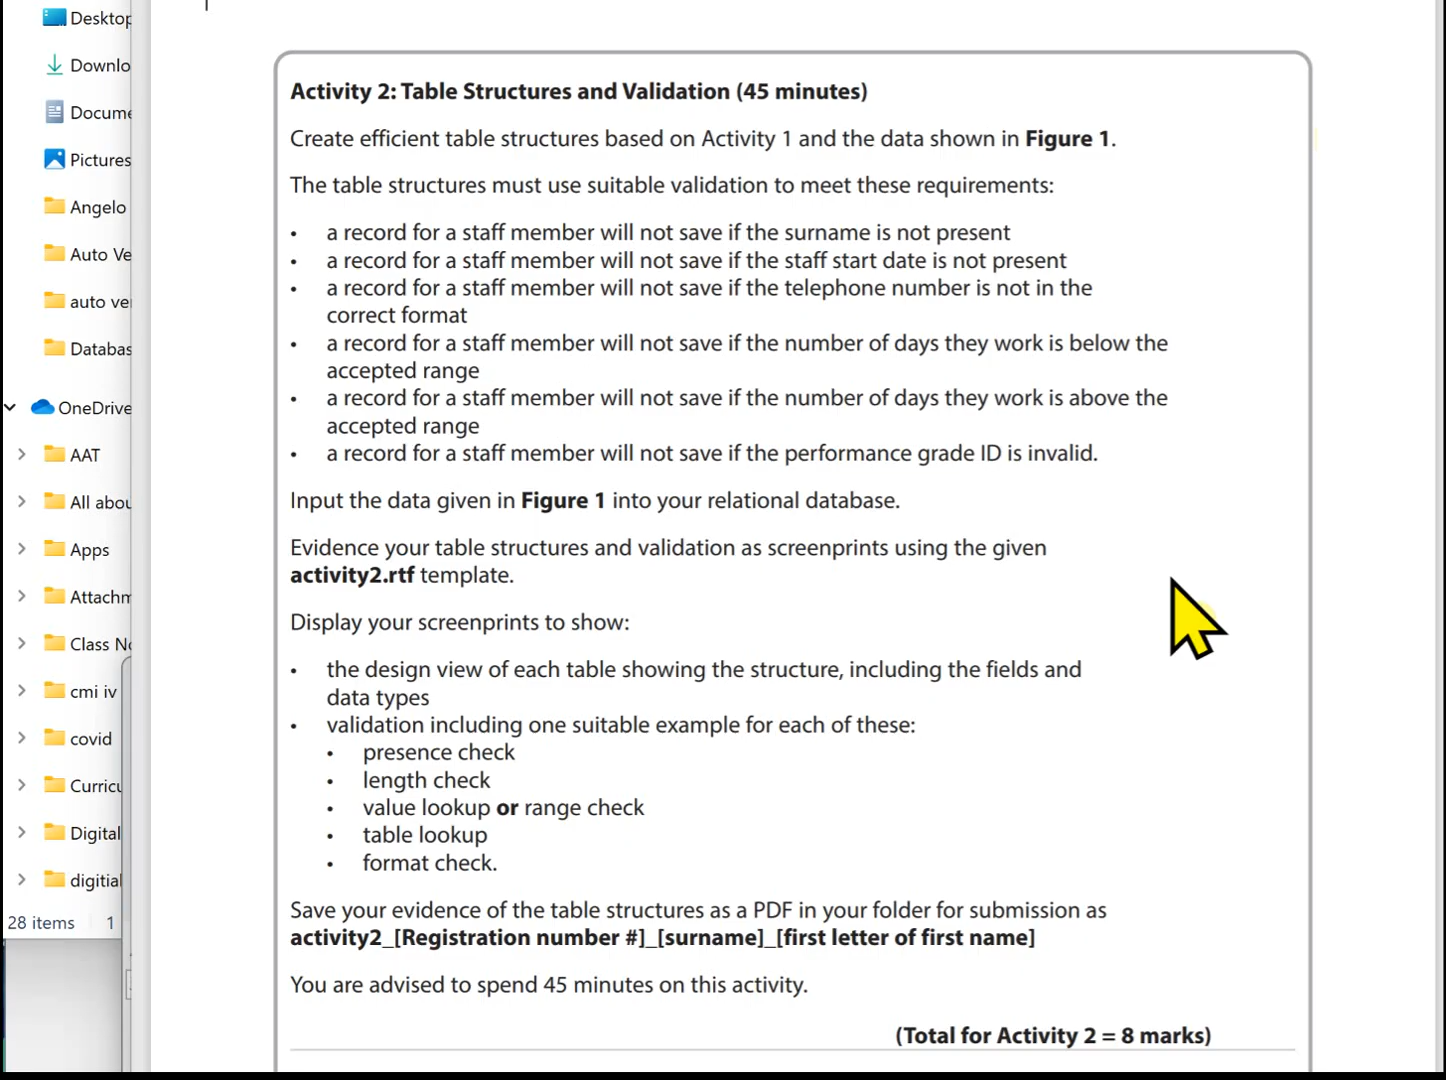 Desktop
Downlo
Docume
Pictures
Angelo
Auto Ve
auto ve
Databas
OneDrive
AAT
All abou
Apps
Attachm
Class No
cmi iv
covid
Curricu
Digital
digitial
28 items 1
Activity 2: Table Structures and Validation (45 minutes)
Create efficient table structures based on Activity 1 and the data shown in Figure 1.
The table structures must use suitable validation to meet these requirements:
• a record for a staff member will not save if the surname is not present
• a record for a staff member will not save if the staff start date is not present
• a record for a staff member will not save if the telephone number is not in the
correct format
• a record for a staff member will not save if the number of days they work is below the
accepted range
• a record for a staff member will not save if the number of days they work is above the
accepted range
• a record for a staff member will not save if the performance grade ID is invalid.
Input the data given in Figure 1 into your relational database.
Evidence your table structures and validation as screenprints using the given
activity2.rtf template.
Display your screenprints to show:
• the design view of each table showing the structure, including the fields and
data types
• validation including one suitable example for each of these:
• presence check
• length check
• value lookup or range check
• table lookup
• format check.
Save your evidence of the table structures as a PDF in your folder for submission as
activity2_[Registration number #]_[surname]_[first letter of first name]
You are advised to spend 45 minutes on this activity.
(Total for Activity 2 = 8 marks)